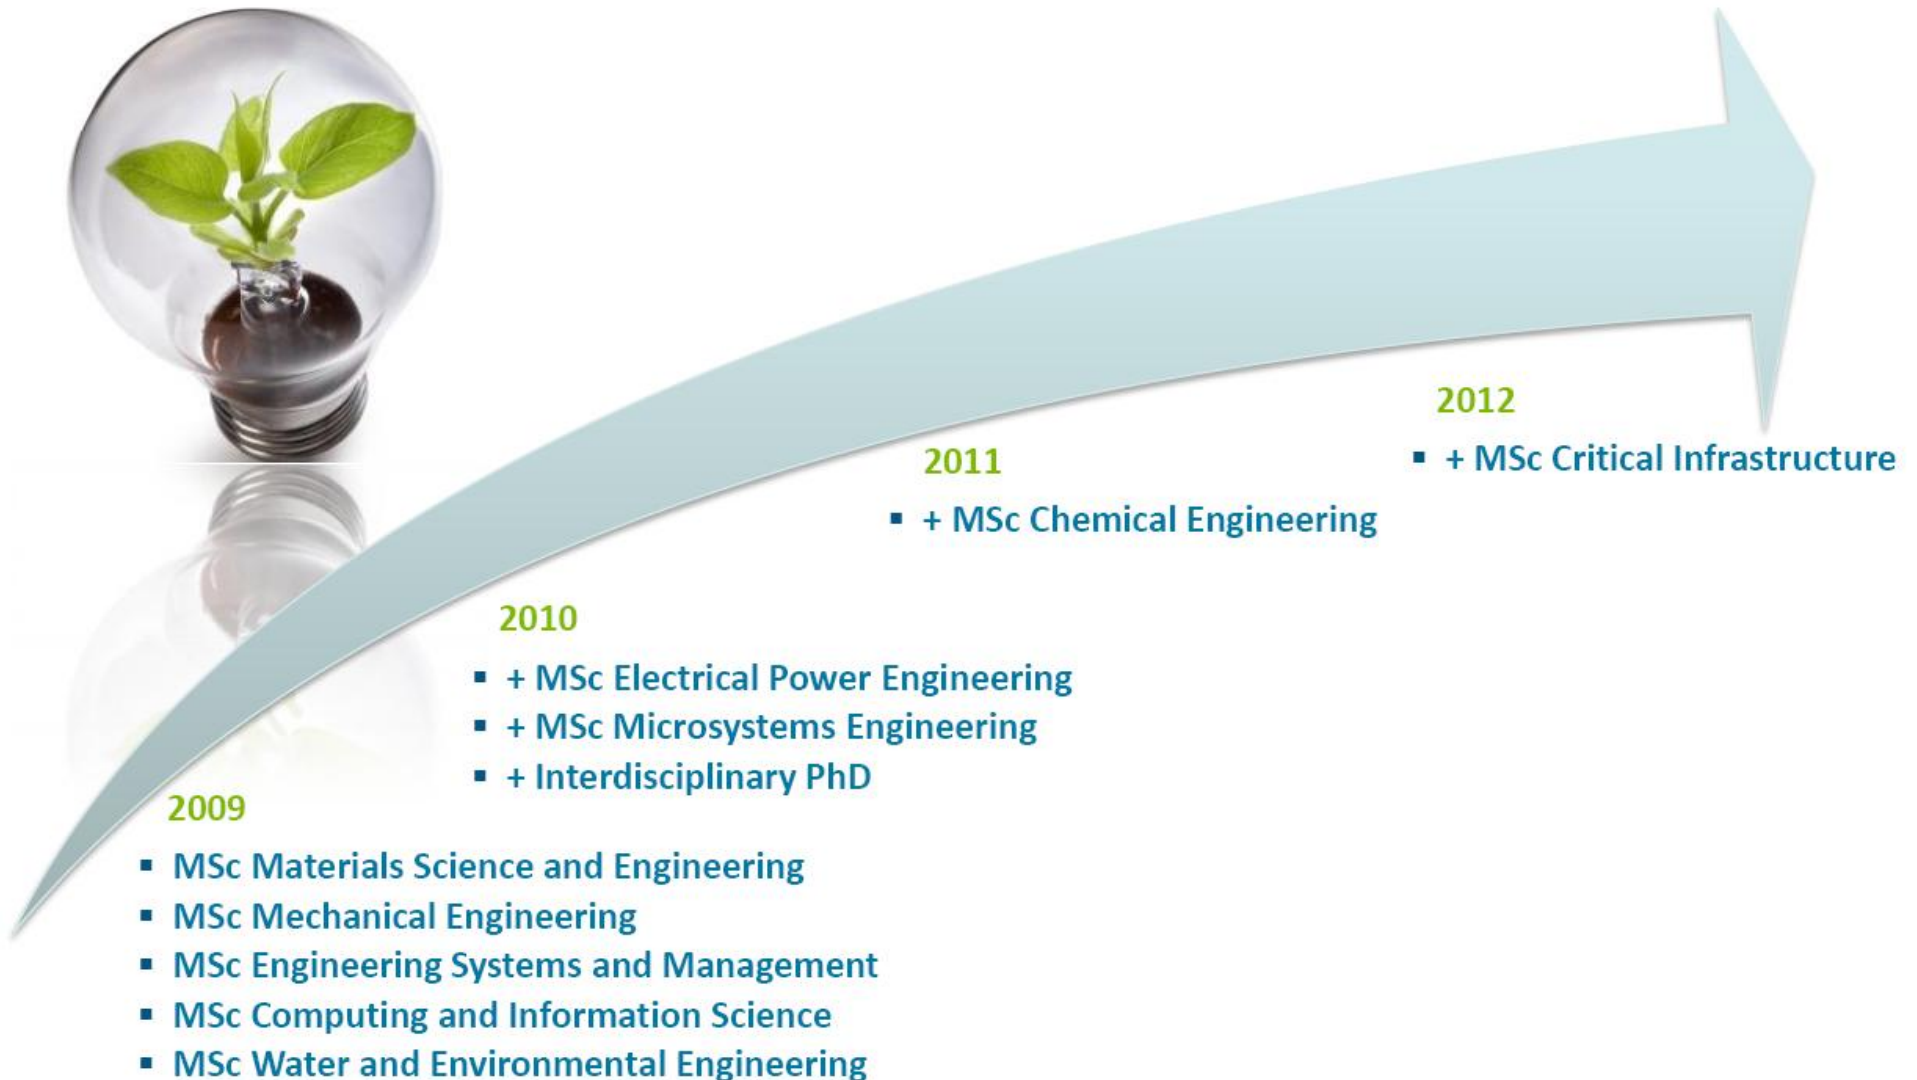 2012
▪ + MSc Critical Infrastructure
2011
▪ + MSc Chemical Engineering
2010
▪ + MSc Electrical Power Engineering
▪ + MSc Microsystems Engineering
▪ + Interdisciplinary PhD
2009
▪ MSc Materials Science and Engineering
▪ MSc Mechanical Engineering
▪ MSc Engineering Systems and Management
▪ MSc Computing and Information Science
▪ MSc Water and Environmental Engineering